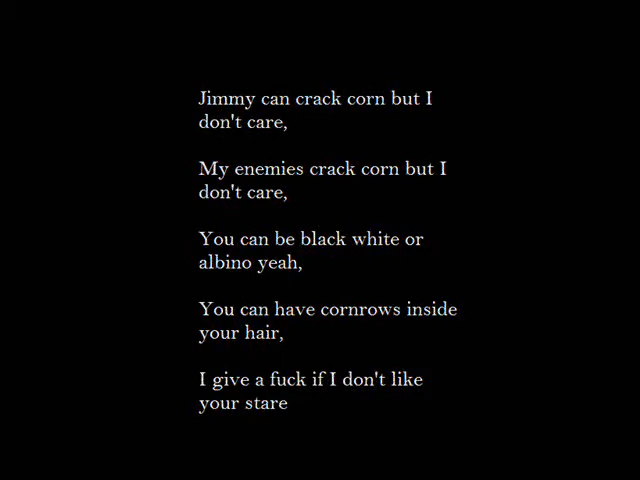 Jimmy can crack corn but I
don't care,
My enemies crack corn but I
don't care,
You can be black white or
albino yeah,
You can have cornrows inside
your hair,
I give a fuck if I don't like
your stare